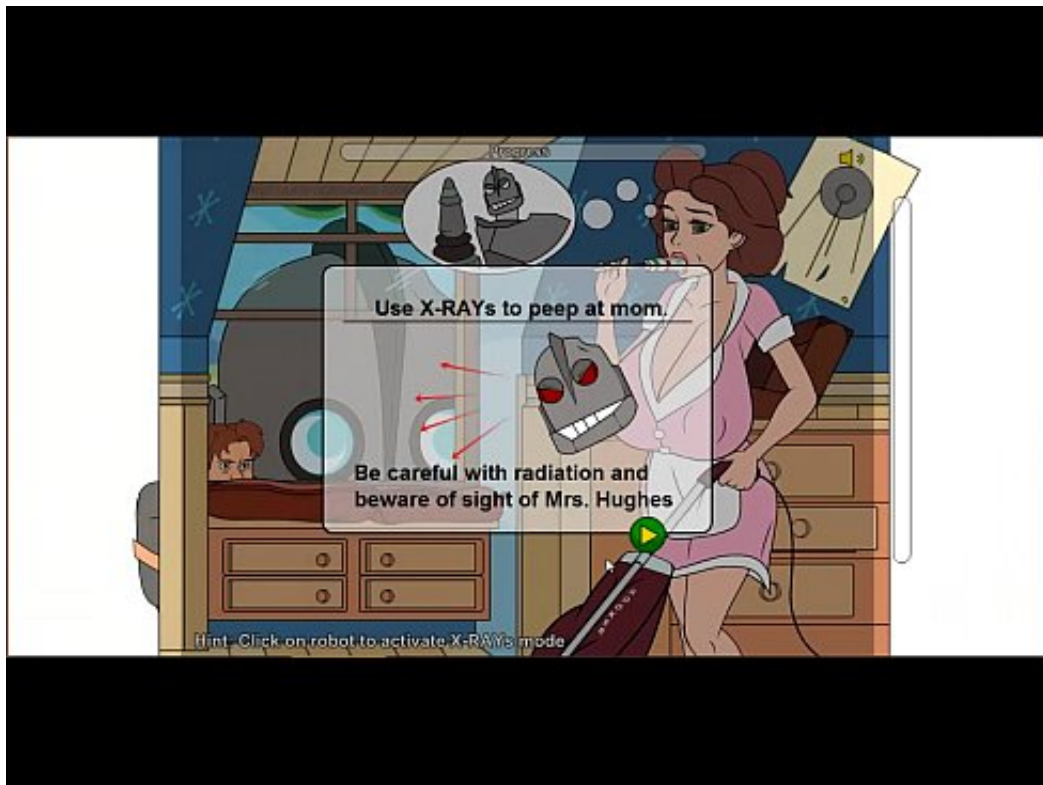 Progress
Use X-RAYs to peep at mom.
Be careful with radiation and
beware of sight of Mrs. Hughes
Hint: Click on robot to activate X-RAYs mode